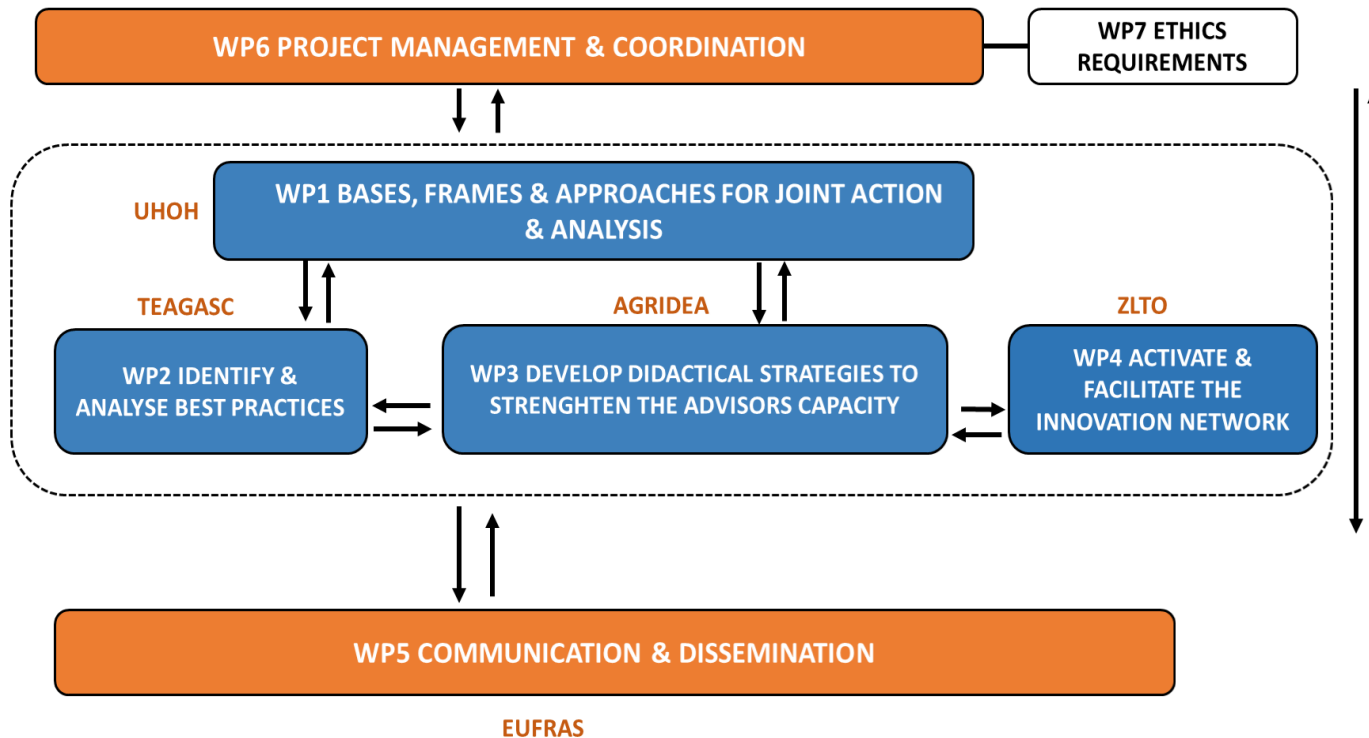 WP6 PROJECT MANAGEMENT & COORDINATION
WP7 ETHICS
REQUIREMENTS
WP1 BASES, FRAMES & APPROACHES FOR JOINT ACTION
& ANALYSIS
UHOH
TEAGASC
AGRIDEA
ZLTO
WP2 IDENTIFY &
ANALYSE BEST PRACTICES
WP3 DEVELOP DIDACTICAL STRATEGIES TO
STRENGHTEN THE ADVISORS CAPACITY
WP4 ACTIVATE &
FACILITATE THE
INNOVATION NETWORK
WP5 COMMUNICATION & DISSEMINATION
EUFRAS